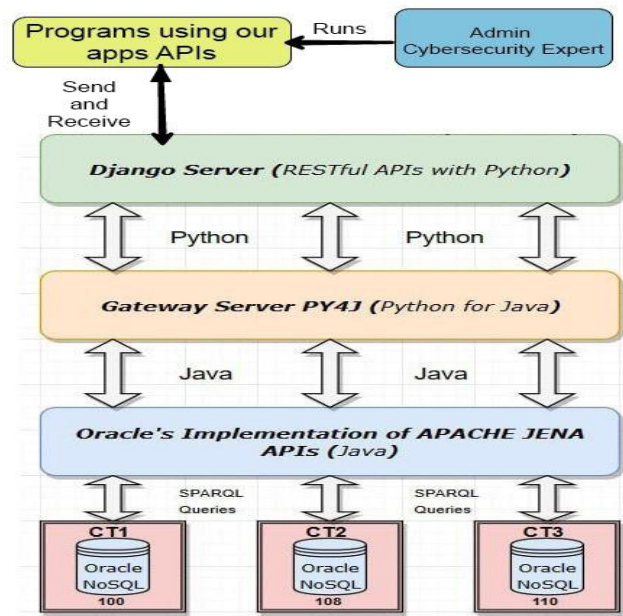 Programs using our
apps APIs
Runs
Admin
Cybersecurity Expert
Send
and
Receive
Django Server (RESTful APIs with Python)
Python
Python
Gateway Server PY4J (Python for Java)
Java
Java
Oracle's Implementation of APACHE JENA
APIs (Java)
SPARQL
Queries
SPARQL
Queries
CT1
Oracle
NoSQL
100
CT2
Oracle
NoSQL
108
CT3
Oracle
NoSQL
110